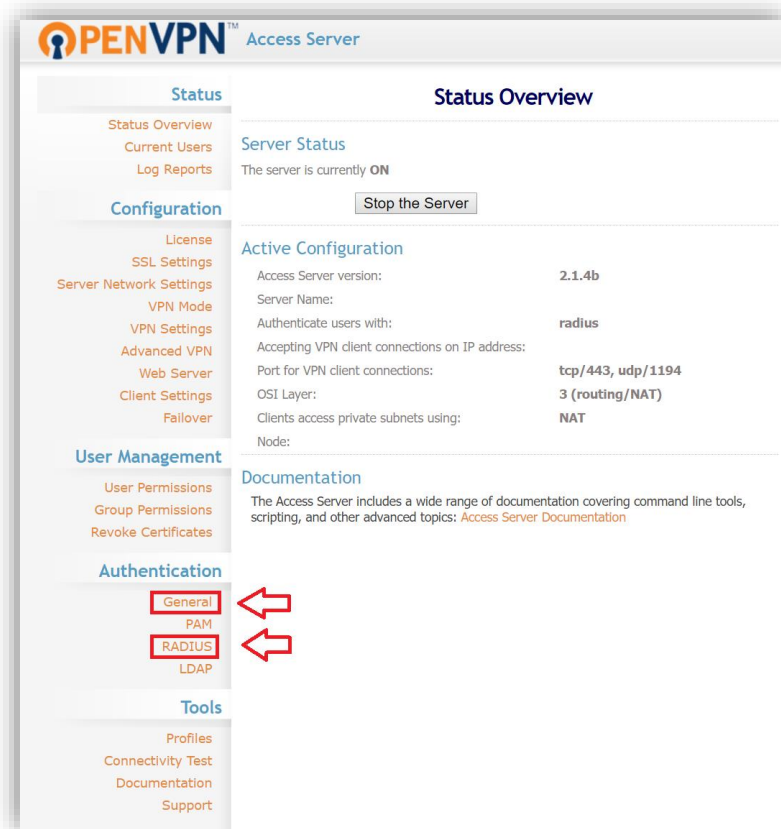 OPENVPN™ Access Server
Status
Status Overview
Current Users
Log Reports
Configuration
License
SSL Settings
Server Network Settings
VPN Mode
VPN Settings
Advanced VPN
Web Server
Client Settings
Failover
User Management
User Permissions
Group Permissions
Revoke Certificates
Authentication
General
PAM
RADIUS
LDAP
Tools
Profiles
Connectivity Test
Documentation
Support
Status Overview
Server Status
The server is currently ON
Stop the Server
Active Configuration
Access Server version: 2.1.4b
Server Name:
Authenticate users with: radius
Accepting VPN client connections on IP address:
Port for VPN client connections: tcp/443, udp/1194
OSI Layer: 3 (routing/NAT)
Clients access private subnets using: NAT
Node:
Documentation
The Access Server includes a wide range of documentation covering command line tools,
scripting, and other advanced topics: Access Server Documentation